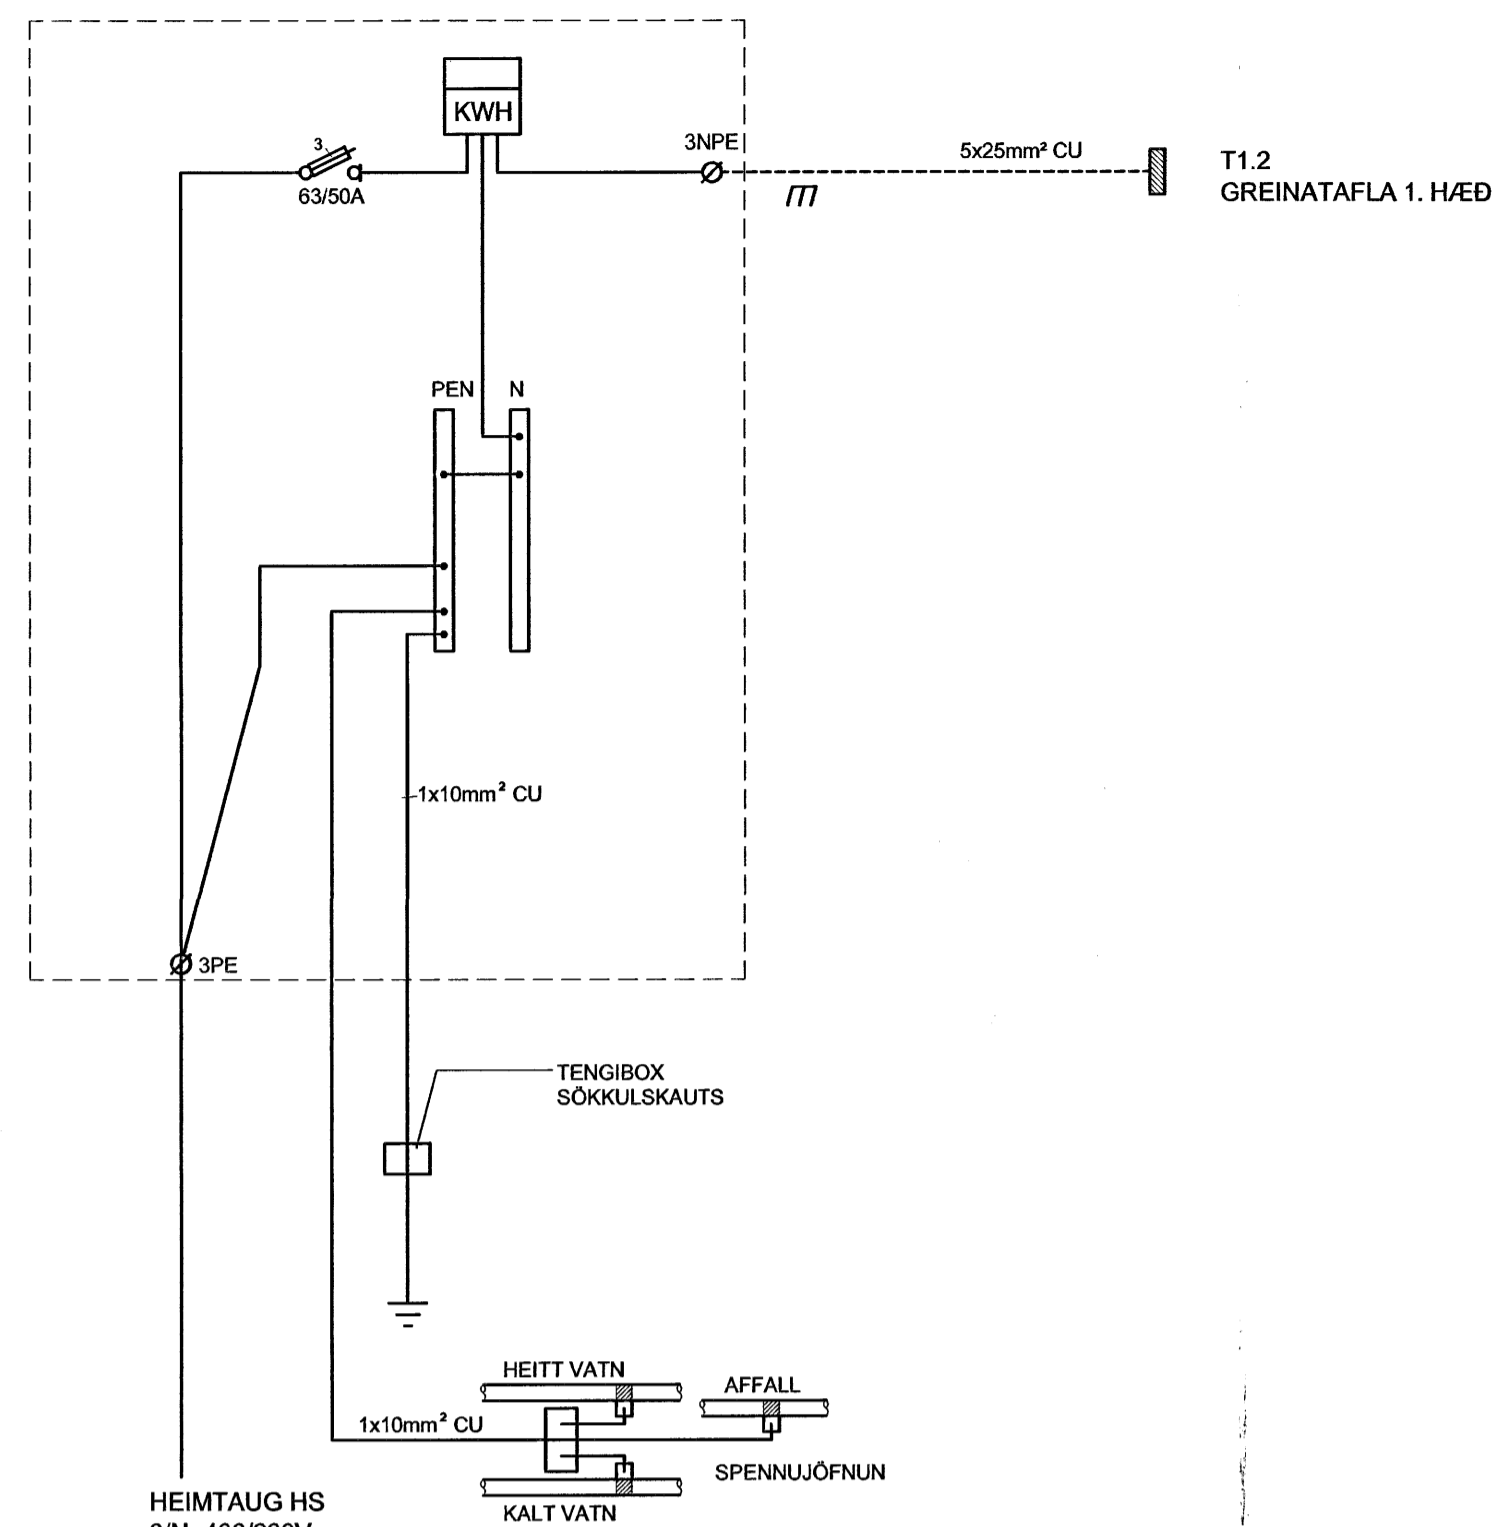 KWH
3
63/50A
3NPE
5x25mm² CU
T1.2
GREINATAFLA 1. HÆÐ
PEN N
1x10mm² CU
3PE
TENGIBOX
SÖKKULSKAUTS
HEITT VATN
AFFALL
1x10mm² CU
SPENNUJÖFNUN
KALT VATN
HEIMTAUG HS